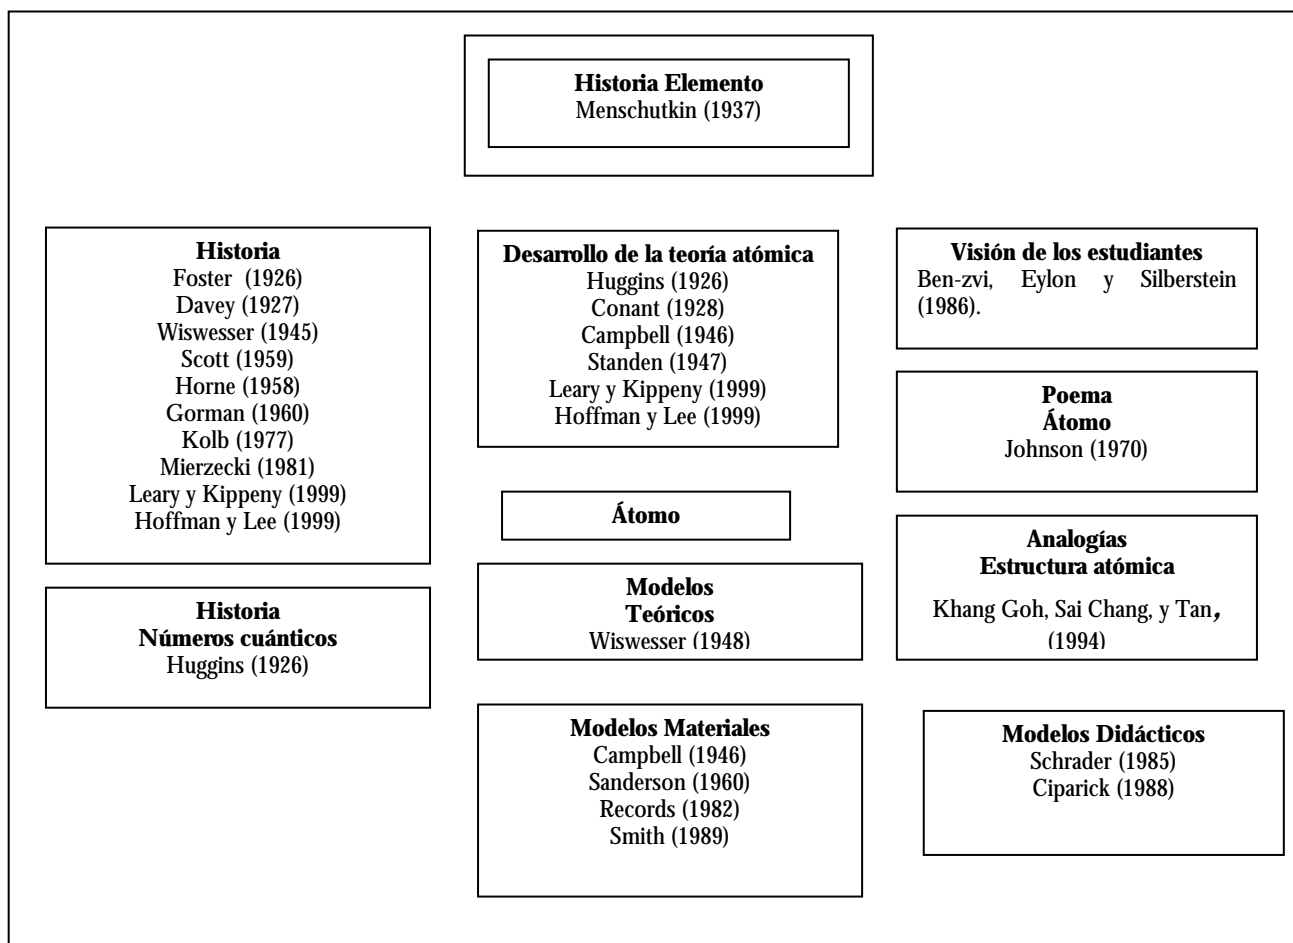 Historia Elemento
Menschutkin (1937)
Historia
Foster (1926)
Davey (1927)
Wiswesser (1945)
Scott (1959)
Horne (1958)
Gorman (1960)
Kolb (1977)
Mierzecki (1981)
Leary y Kippeny (1999)
Hoffman y Lee (1999)
Historia
Números cuánticos
Huggins (1926)
Desarrollo de la teoría atómica
Huggins (1926)
Conant (1928)
Campbell (1946)
Standen (1947)
Leary y Kippeny (1999)
Hoffman y Lee (1999)
Átomo
Modelos
Teóricos
Wiswesser (1948)
Modelos Materiales
Campbell (1946)
Sanderson (1960)
Records (1982)
Smith (1989)
Visión de los estudiantes
Ben-zvi, Eylon y Silberstein
(1986).
Poema
Átomo
Johnson (1970)
Analogías
Estructura atómica
Khang Goh, Sai Chang, y Tan,
(1994)
Modelos Didácticos
Schrader (1985)
Ciparick (1988)